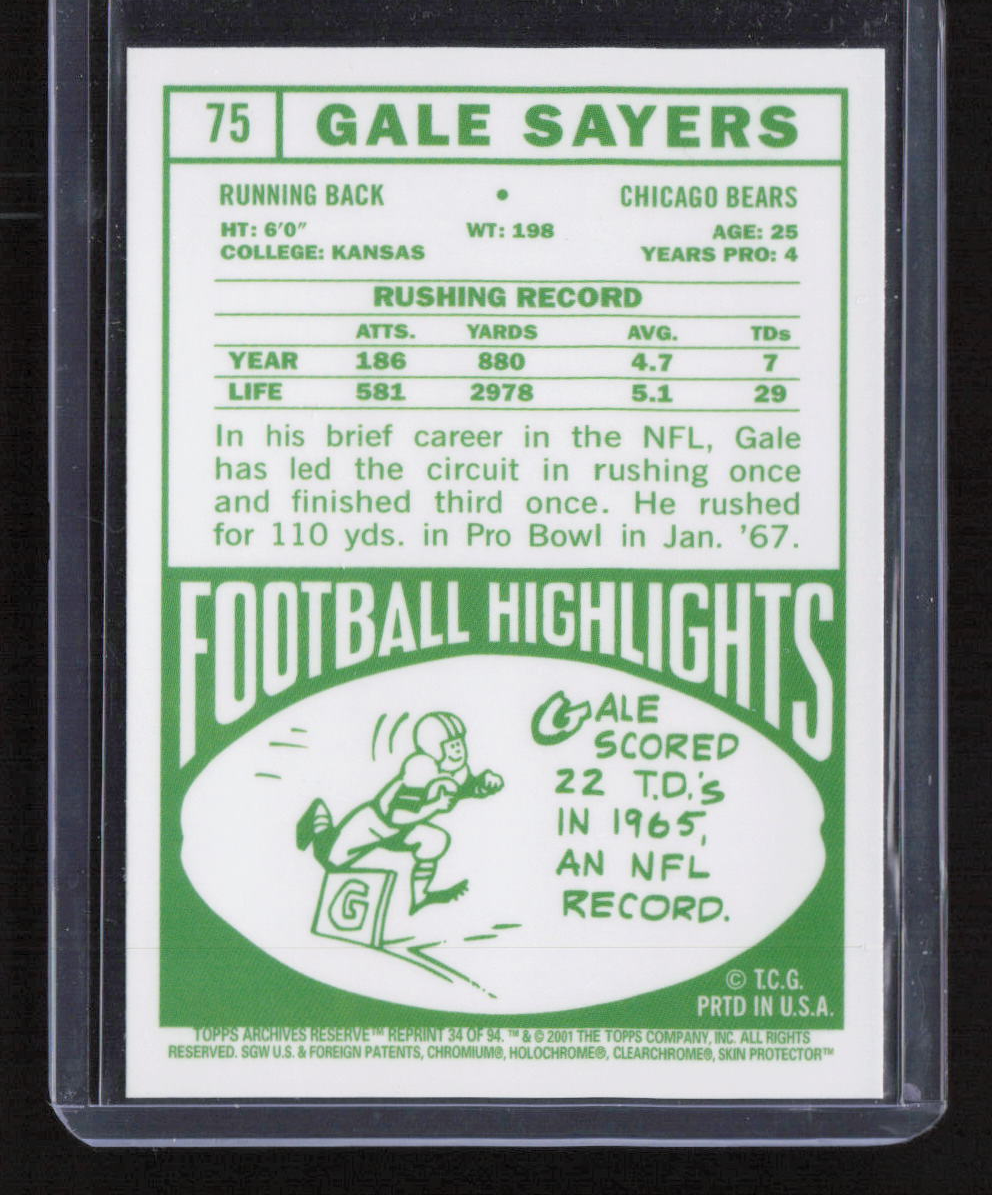 75 GALE SAYERS
RUNNING BACK • CHICAGO BEARS
HT: 6'0" WT: 198 AGE: 25
COLLEGE: KANSAS YEARS PRO: 4
RUSHING RECORD
ATTS. YARDS AVG. TDs
YEAR 186 880 4.7 7
LIFE 581 2978 5.1 29
In his brief career in the NFL, Gale
has led the circuit in rushing once
and finished third once. He rushed
for 110 yds. in Pro Bowl in Jan. '67.
FOOTBALL HIGHLIGHTS
GALE
SCORED
22 T.D.'s
IN 1965,
AN NFL
RECORD.
G
© T.C.G.
PRTD IN U.S.A.
TOPPS ARCHIVES RESERVE™ REPRINT 34 OF 94. ™ & © 2001 THE TOPPS COMPANY, INC. ALL RIGHTS
RESERVED. SGW U.S. & FOREIGN PATENTS, CHROMIUM®, HOLOCHROME®, CLEARCHROME®, SKIN PROTECTOR™